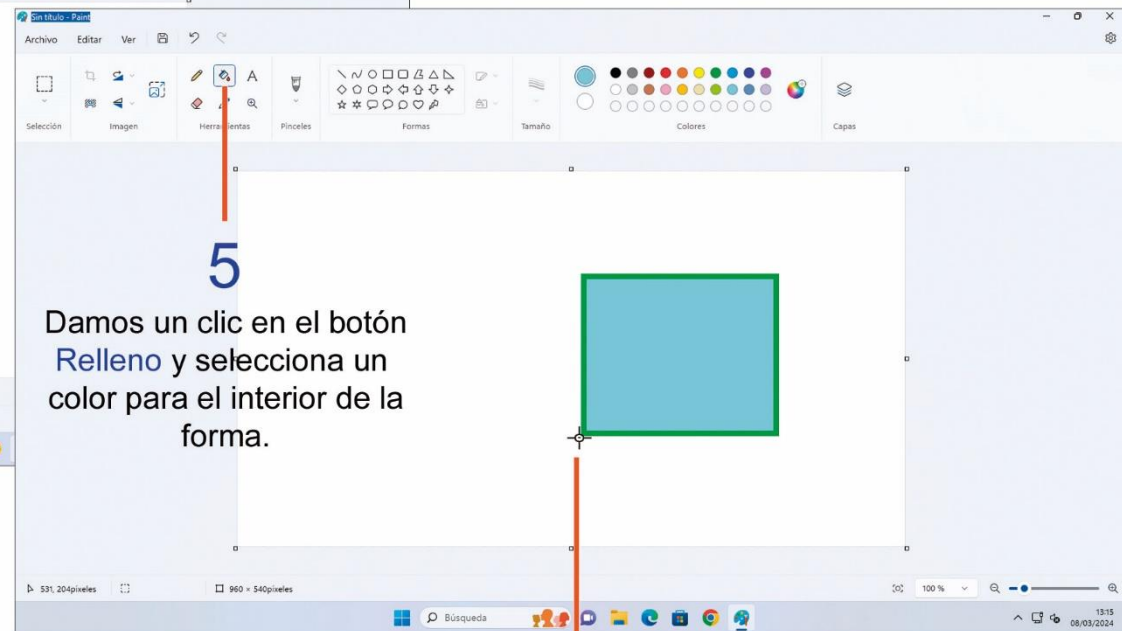 Sin título - Paint
Archivo Editar Ver
Selección Imagen Herramientas Pinceles Formas Tamaño Colores Capas
5
Damos un clic en el botón
Relleno y selecciona un
color para el interior de la
forma.
531, 204píxeles 960 × 540píxeles 100 %
Búsqueda
13:15
08/03/2024